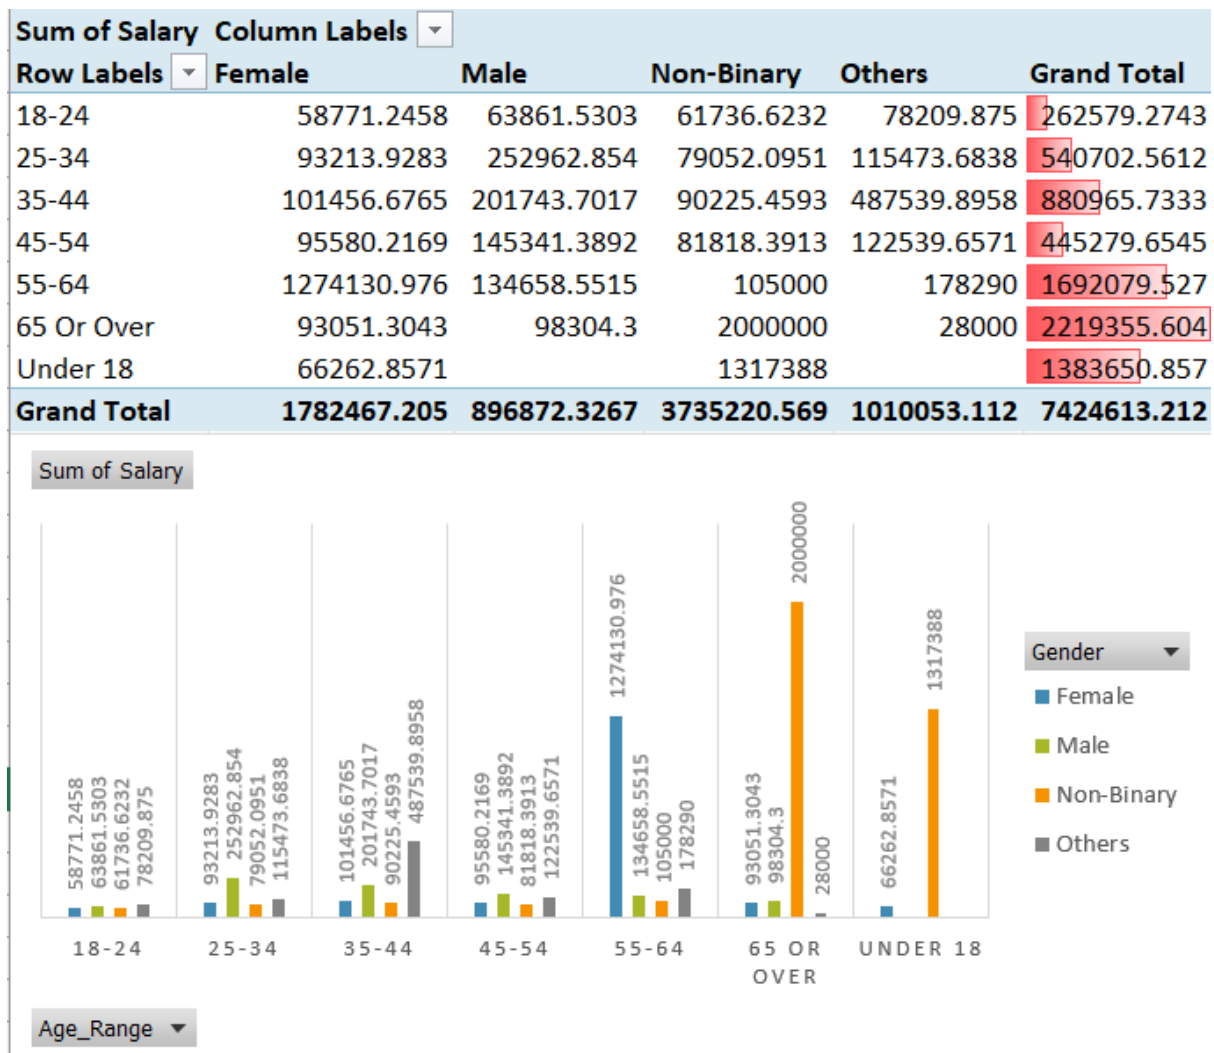 Sum of Salary Column Labels
Row Labels Female Male Non-Binary Others Grand Total
18-24 58771.2458 63861.5303 61736.6232 78209.875 262579.2743
25-34 93213.9283 252962.854 79052.0951 115473.6838 540702.5612
35-44 101456.6765 201743.7017 90225.4593 487539.8958 880965.7333
45-54 95580.2169 145341.3892 81818.3913 122539.6571 445279.6545
55-64 1274130.976 134658.5515 105000 178290 1692079.527
65 Or Over 93051.3043 98304.3 2000000 28000 2219355.604
Under 18 66262.8571 1317388 1383650.857
Grand Total 1782467.205 896872.3267 3735220.569 1010053.112 7424613.212
Sum of Salary
58771.2458
63861.5303
61736.6232
78209.875
93213.9283
252962.854
79052.0951
115473.6838
101456.6765
201743.7017
90225.4593
487539.8958
95580.2169
145341.3892
81818.3913
122539.6571
1274130.976
134658.5515
105000
178290
93051.3043
98304.3
2000000
28000
66262.8571
1317388
18-24 25-34 35-44 45-54 55-64 65 OR UNDER 18
OVER
Gender
Female
Male
Non-Binary
Others
Age_Range